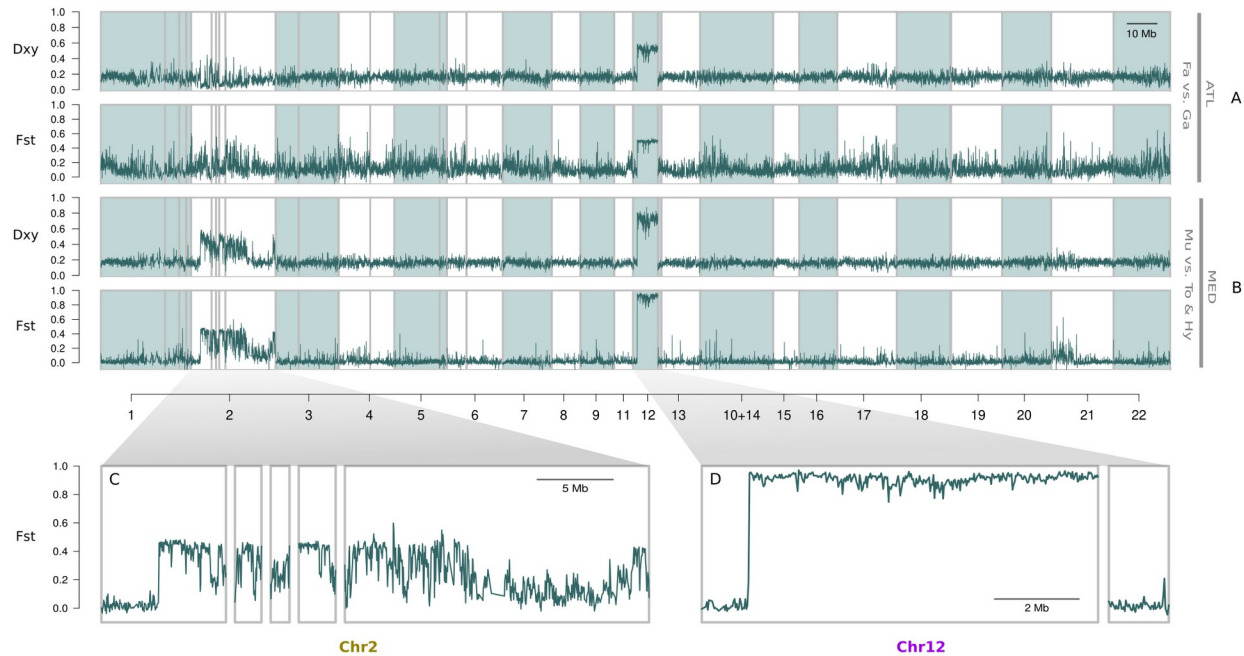 1.0
0.8
Dxy 0.6
0.4
0.2
0.0
10 Mb
1.0
0.8
Fst 0.6
0.4
0.2
0.0
Fa vs. Ga
ATL
A
1.0
0.8
Dxy 0.6
0.4
0.2
0.0
1.0
0.8
Fst 0.6
0.4
0.2
0.0
Mu vs. To & Hy
MED
B
1 2 3 4 5 6 7 8 9 11 12 13 10+14 15 16 17 18 19 20 21 22
1.0
0.8
0.6
Fst
0.4
0.2
0.0
C
5 Mb
D
2 Mb
Chr2
Chr12